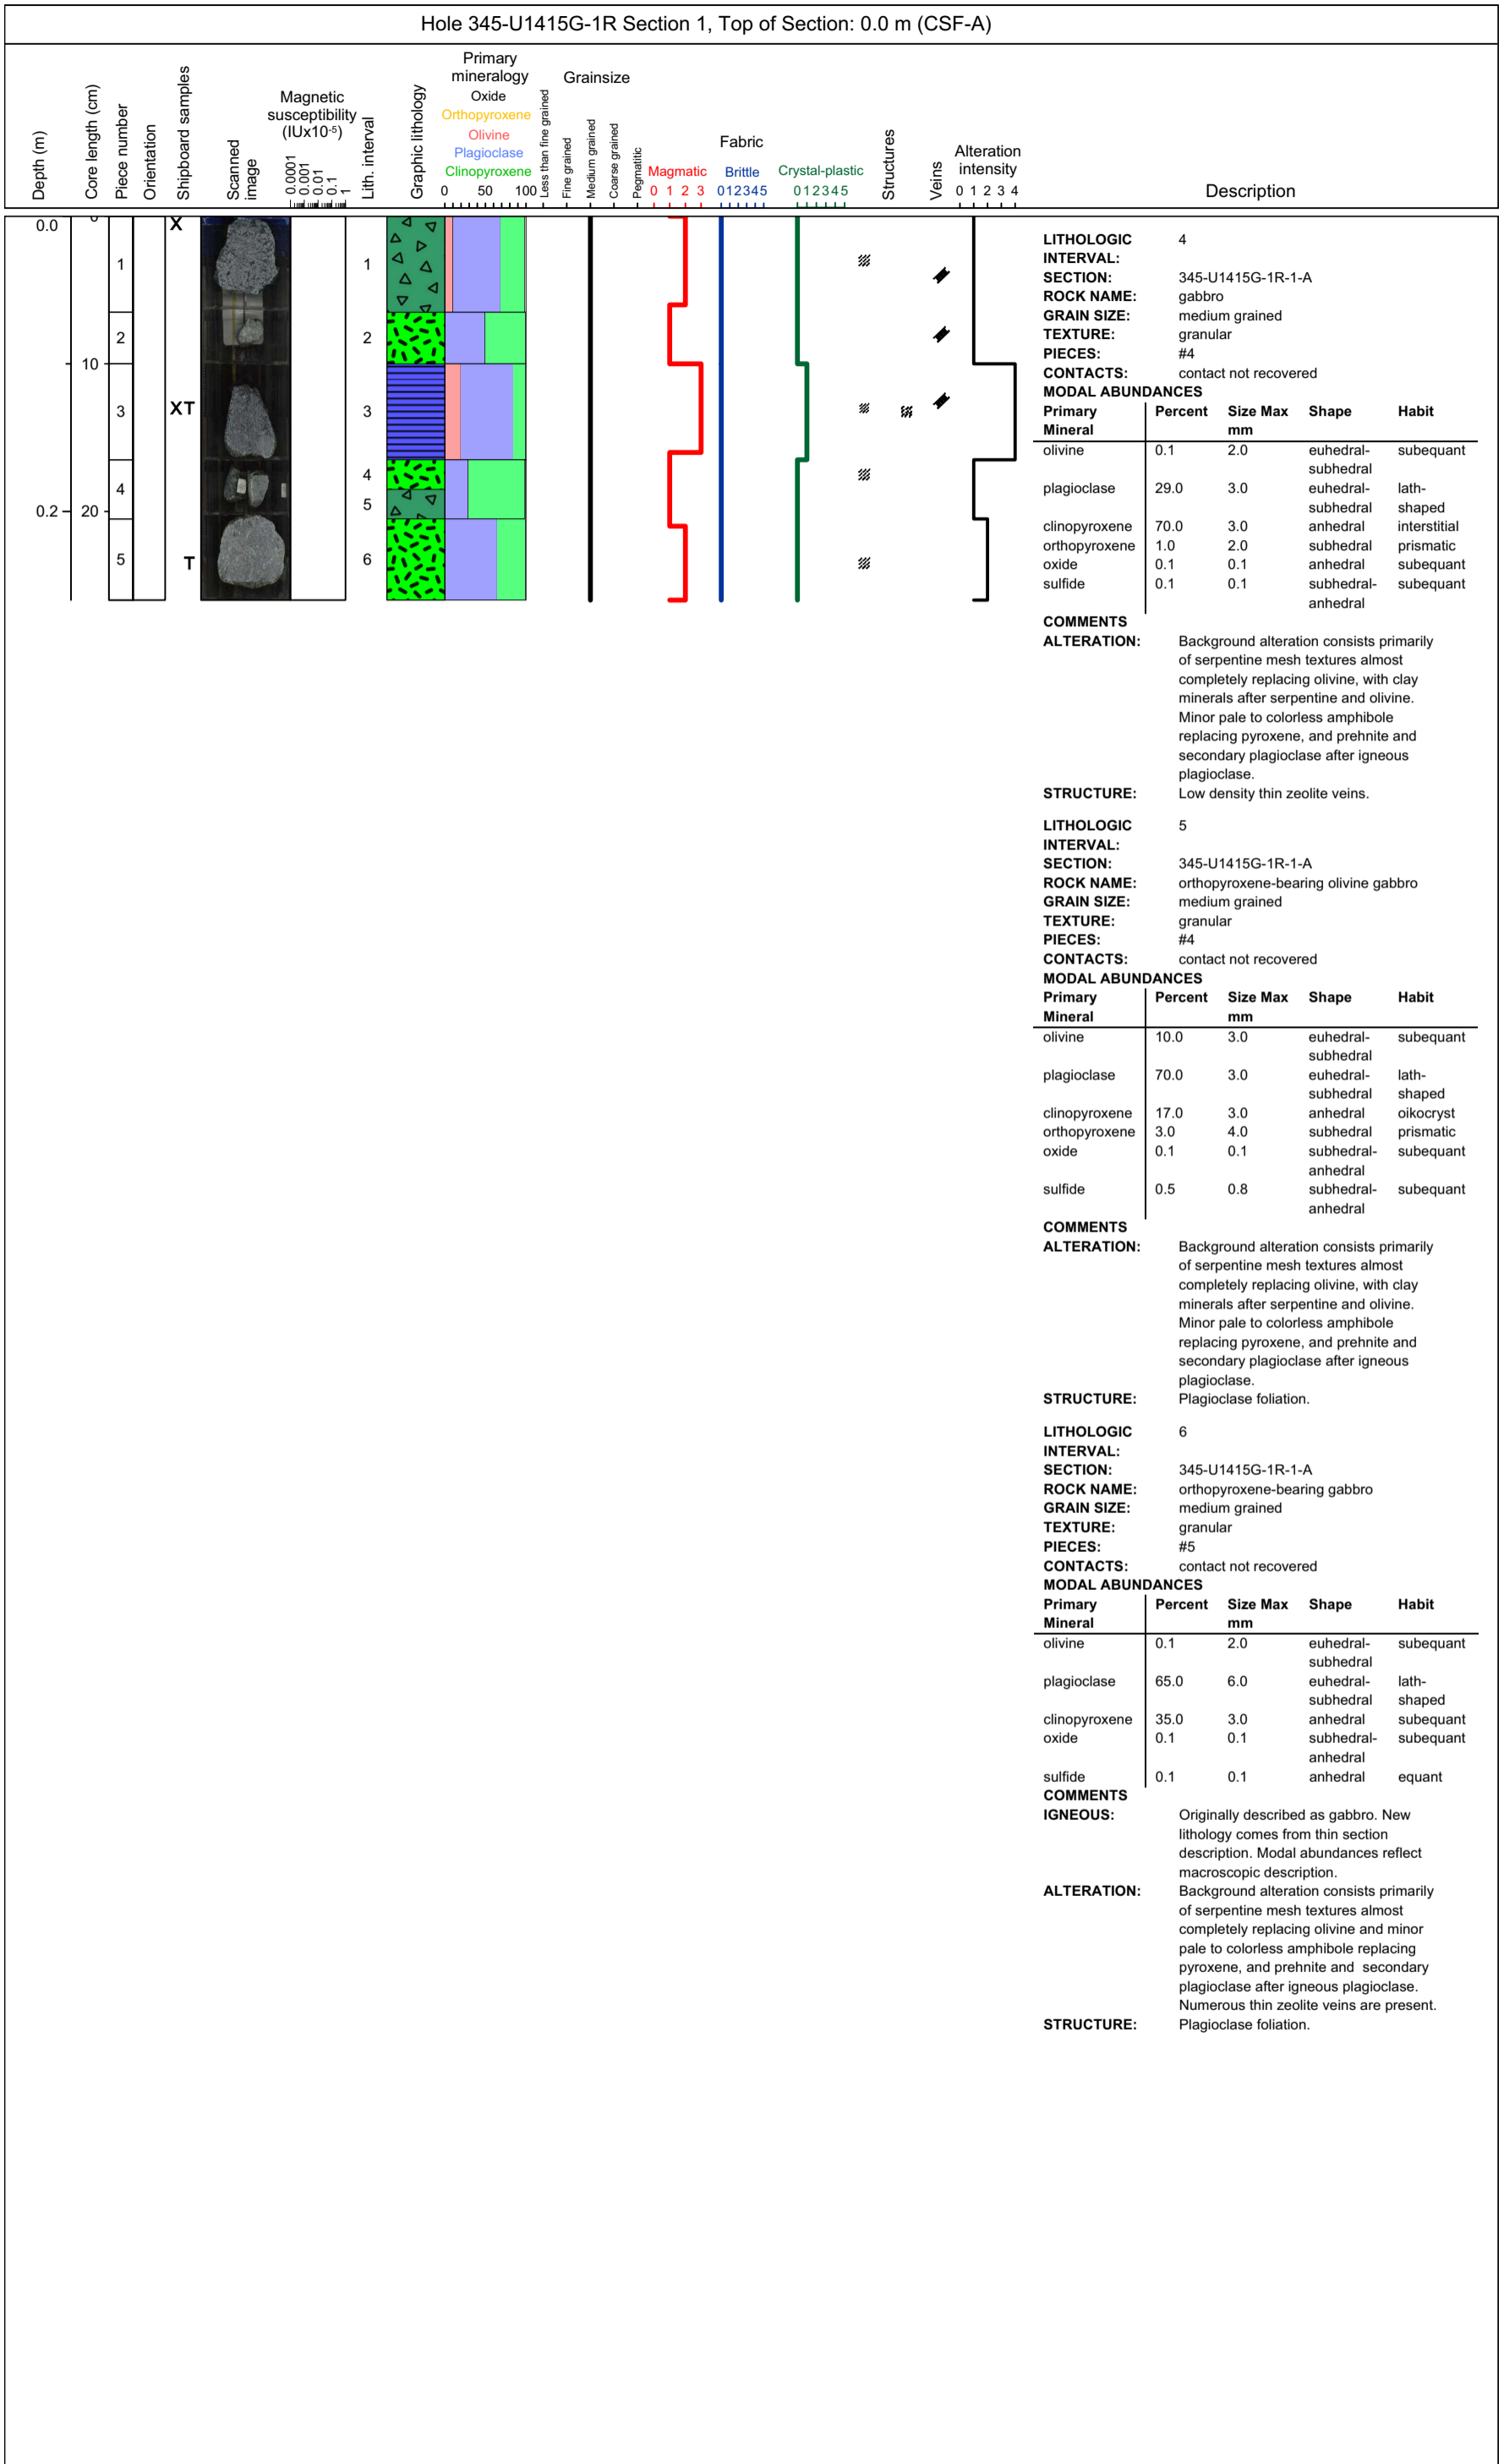 Hole 345-U1415G-1R Section 1, Top of Section: 0.0 m (CSF-A)
Depth (m)
Core length (cm)
Piece number
Orientation
Shipboard samples
Scanned
image
Magnetic
susceptibility
(IUx10-5)
0.0001
0.001
0.01
0.1
1
Lith. interval
Graphic lithology
Primary
mineralogy
Oxide
Orthopyroxene
Olivine
Plagioclase
Clinopyroxene
0 50 100
Grainsize
Less than fine grained
Fine grained
Medium grained
Coarse grained
Pegmatitic
Fabric
Magmatic Brittle Crystal-plastic
0 1 2 3 012345 012345
Structures
Veins
Alteration
intensity
0 1 2 3 4
Description
0.0 0 X
1 1
2 2
10
3 XT 3
4 4
0.2 20 5
5 T 6
LITHOLOGIC 4
INTERVAL:
SECTION: 345-U1415G-1R-1-A
ROCK NAME: gabbro
GRAIN SIZE: medium grained
TEXTURE: granular
PIECES: #4
CONTACTS: contact not recovered
MODAL ABUNDANCES
Primary Percent Size Max Shape Habit
Mineral mm
olivine 0.1 2.0 euhedral- subequant
subhedral
plagioclase 29.0 3.0 euhedral- lath-
subhedral shaped
clinopyroxene 70.0 3.0 anhedral interstitial
orthopyroxene 1.0 2.0 subhedral prismatic
oxide 0.1 0.1 anhedral subequant
sulfide 0.1 0.1 subhedral- subequant
anhedral
COMMENTS
ALTERATION: Background alteration consists primarily
of serpentine mesh textures almost
completely replacing olivine, with clay
minerals after serpentine and olivine.
Minor pale to colorless amphibole
replacing pyroxene, and prehnite and
secondary plagioclase after igneous
plagioclase.
STRUCTURE: Low density thin zeolite veins.
LITHOLOGIC 5
INTERVAL:
SECTION: 345-U1415G-1R-1-A
ROCK NAME: orthopyroxene-bearing olivine gabbro
GRAIN SIZE: medium grained
TEXTURE: granular
PIECES: #4
CONTACTS: contact not recovered
MODAL ABUNDANCES
Primary Percent Size Max Shape Habit
Mineral mm
olivine 10.0 3.0 euhedral- subequant
subhedral
plagioclase 70.0 3.0 euhedral- lath-
subhedral shaped
clinopyroxene 17.0 3.0 anhedral oikocryst
orthopyroxene 3.0 4.0 subhedral prismatic
oxide 0.1 0.1 subhedral- subequant
anhedral
sulfide 0.5 0.8 subhedral- subequant
anhedral
COMMENTS
ALTERATION: Background alteration consists primarily
of serpentine mesh textures almost
completely replacing olivine, with clay
minerals after serpentine and olivine.
Minor pale to colorless amphibole
replacing pyroxene, and prehnite and
secondary plagioclase after igneous
plagioclase.
STRUCTURE: Plagioclase foliation.
LITHOLOGIC 6
INTERVAL:
SECTION: 345-U1415G-1R-1-A
ROCK NAME: orthopyroxene-bearing gabbro
GRAIN SIZE: medium grained
TEXTURE: granular
PIECES: #5
CONTACTS: contact not recovered
MODAL ABUNDANCES
Primary Percent Size Max Shape Habit
Mineral mm
olivine 0.1 2.0 euhedral- subequant
subhedral
plagioclase 65.0 6.0 euhedral- lath-
subhedral shaped
clinopyroxene 35.0 3.0 anhedral subequant
oxide 0.1 0.1 subhedral- subequant
anhedral
sulfide 0.1 0.1 anhedral equant
COMMENTS
IGNEOUS: Originally described as gabbro. New
lithology comes from thin section
description. Modal abundances reflect
macroscopic description.
ALTERATION: Background alteration consists primarily
of serpentine mesh textures almost
completely replacing olivine and minor
pale to colorless amphibole replacing
pyroxene, and prehnite and secondary
plagioclase after igneous plagioclase.
Numerous thin zeolite veins are present.
STRUCTURE: Plagioclase foliation.